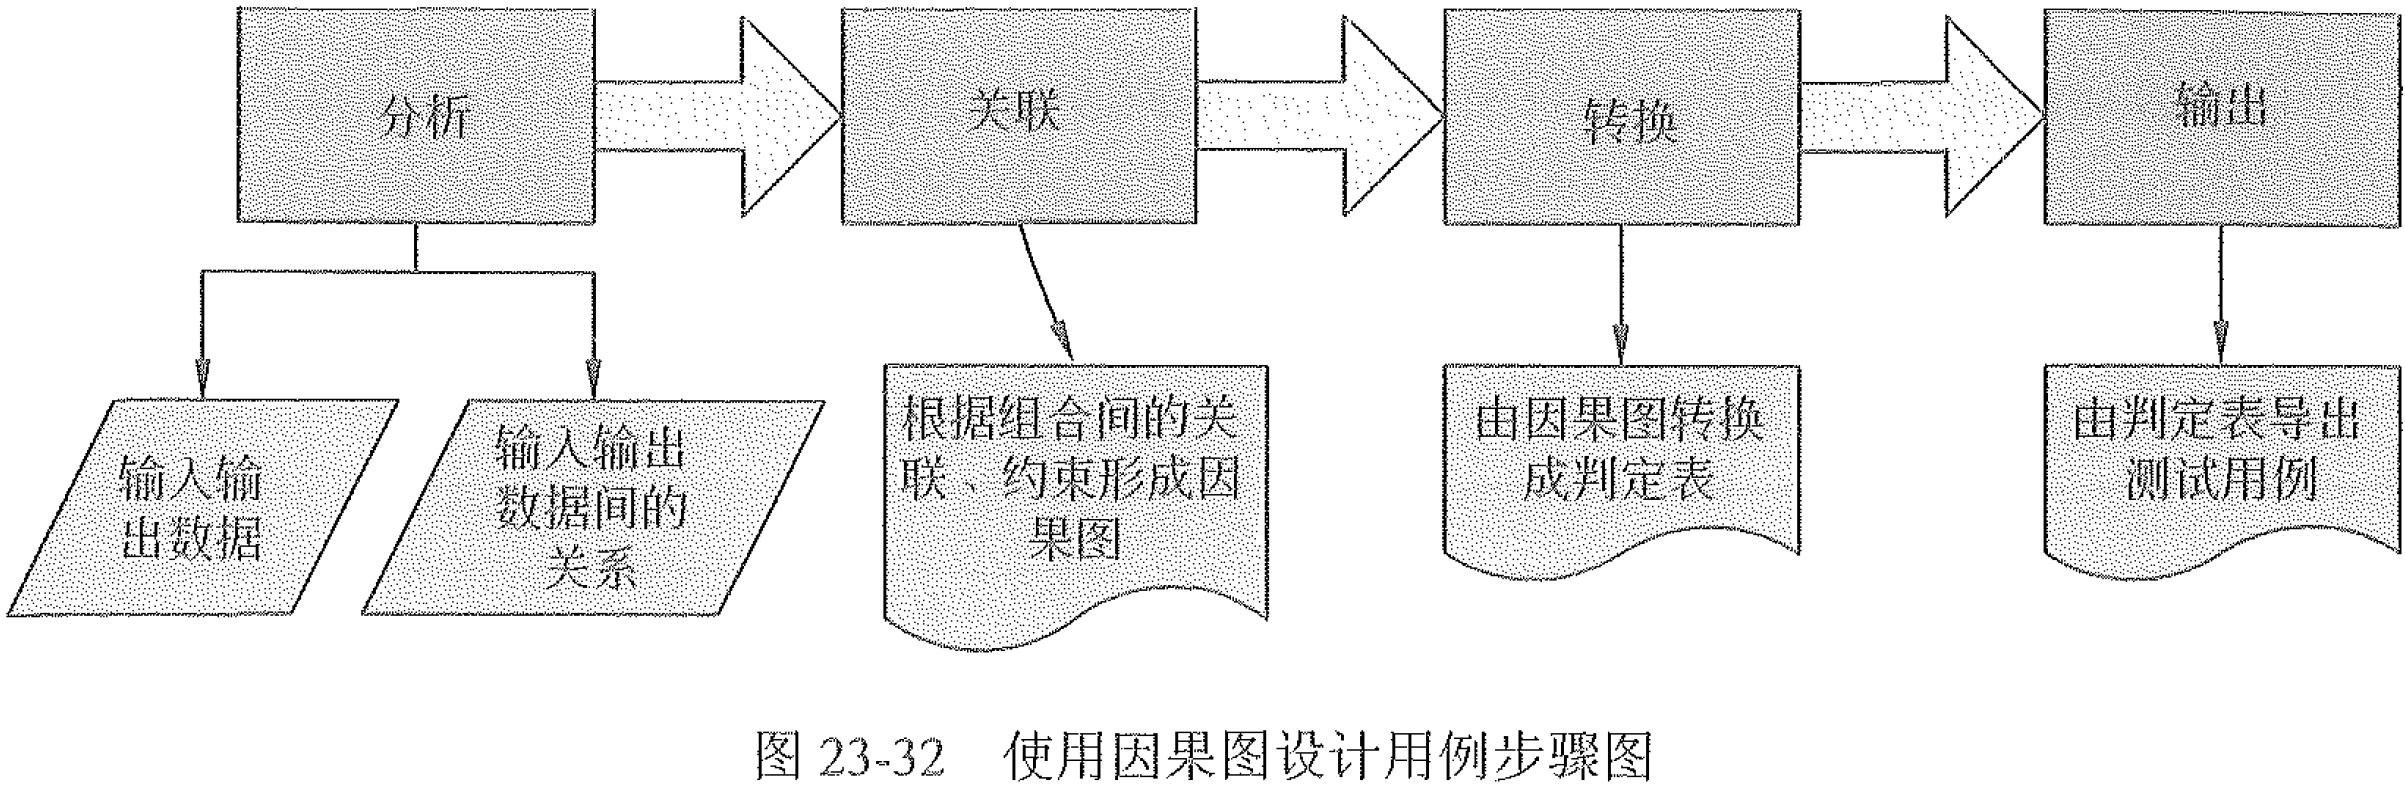 分析
关联
转换
输出
输入输
出数据
输入输出
数据间的
关系
根据组合间的关
联、约束形成因
果图
由因果图转换
成判定表
由判定表导出
测试用例
图 23-32 使用因果图设计用例步骤图